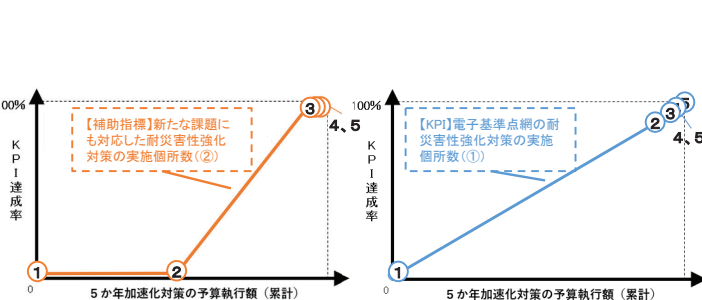 00%
【補助指標】新たな課題に
も対応した耐災害性強化
対策の実施個所数（②）
3
4、5
KPI達成率
1
2
0
5か年加速化対策の予算執行額（累計）
100%
【KPI】電子基準点網の耐
災害性強化対策の実施
個所数（①）
5
3
2
4、5
KPI達成率
1
0
5か年加速化対策の予算執行額（累計）